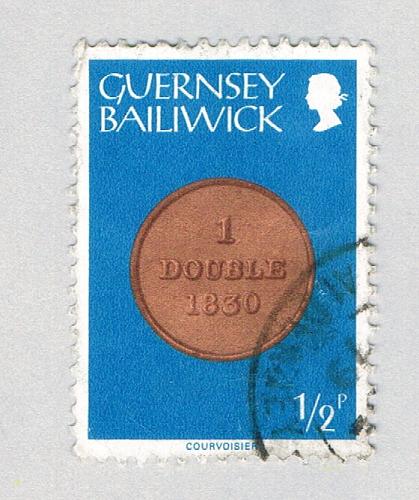 GUERNSEY
BAILIWICK
1
DOUBLE
1830
1/2P
COURVOISIER